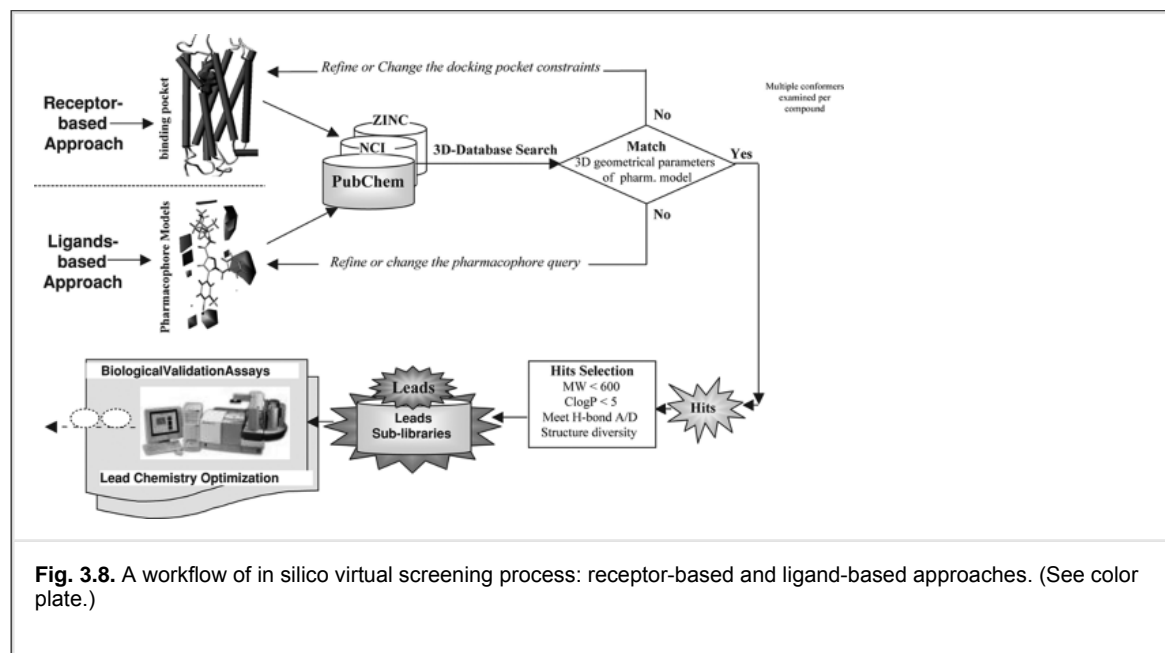 Refine or Change the docking pocket constraints
Multiple conformers
examined per
compound
Receptor-
based
Approach
binding pocket
No
ZINC
NCI
PubChem
3D-Database Search
Match
3D geometrical parameters
of pharm. model
Yes
No
Ligands-
based
Approach
Pharmacophore Models
Refine or change the pharmacophore query
BiologicalValidationAssays
Lead Chemistry Optimization
Leads
Leads
Sub-libraries
Hits Selection
MW < 600
ClogP < 5
Meet H-bond A/D
Structure diversity
Hits
Fig. 3.8. A workflow of in silico virtual screening process: receptor-based and ligand-based approaches. (See color
plate.)